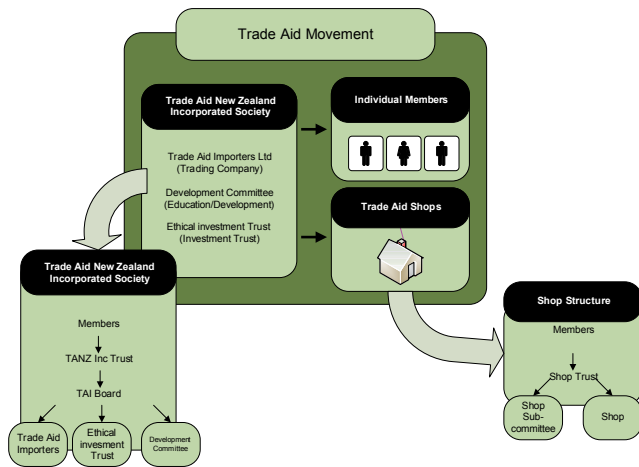 Trade Aid Movement
Trade Aid New Zealand
Incorporated Society
Trade Aid Importers Ltd
(Trading Company)
Development Committee
(Education/Development)
Ethical investment Trust
(Investment Trust)
Individual Members
Trade Aid Shops
Trade Aid New Zealand
Incorporated Society
Members
TANZ Inc Trust
TAI Board
Trade Aid
Importers
Ethical
invesment
Trust
Development
Committee
Shop Structure
Members
Shop Trust
Shop
Sub-
committee
Shop